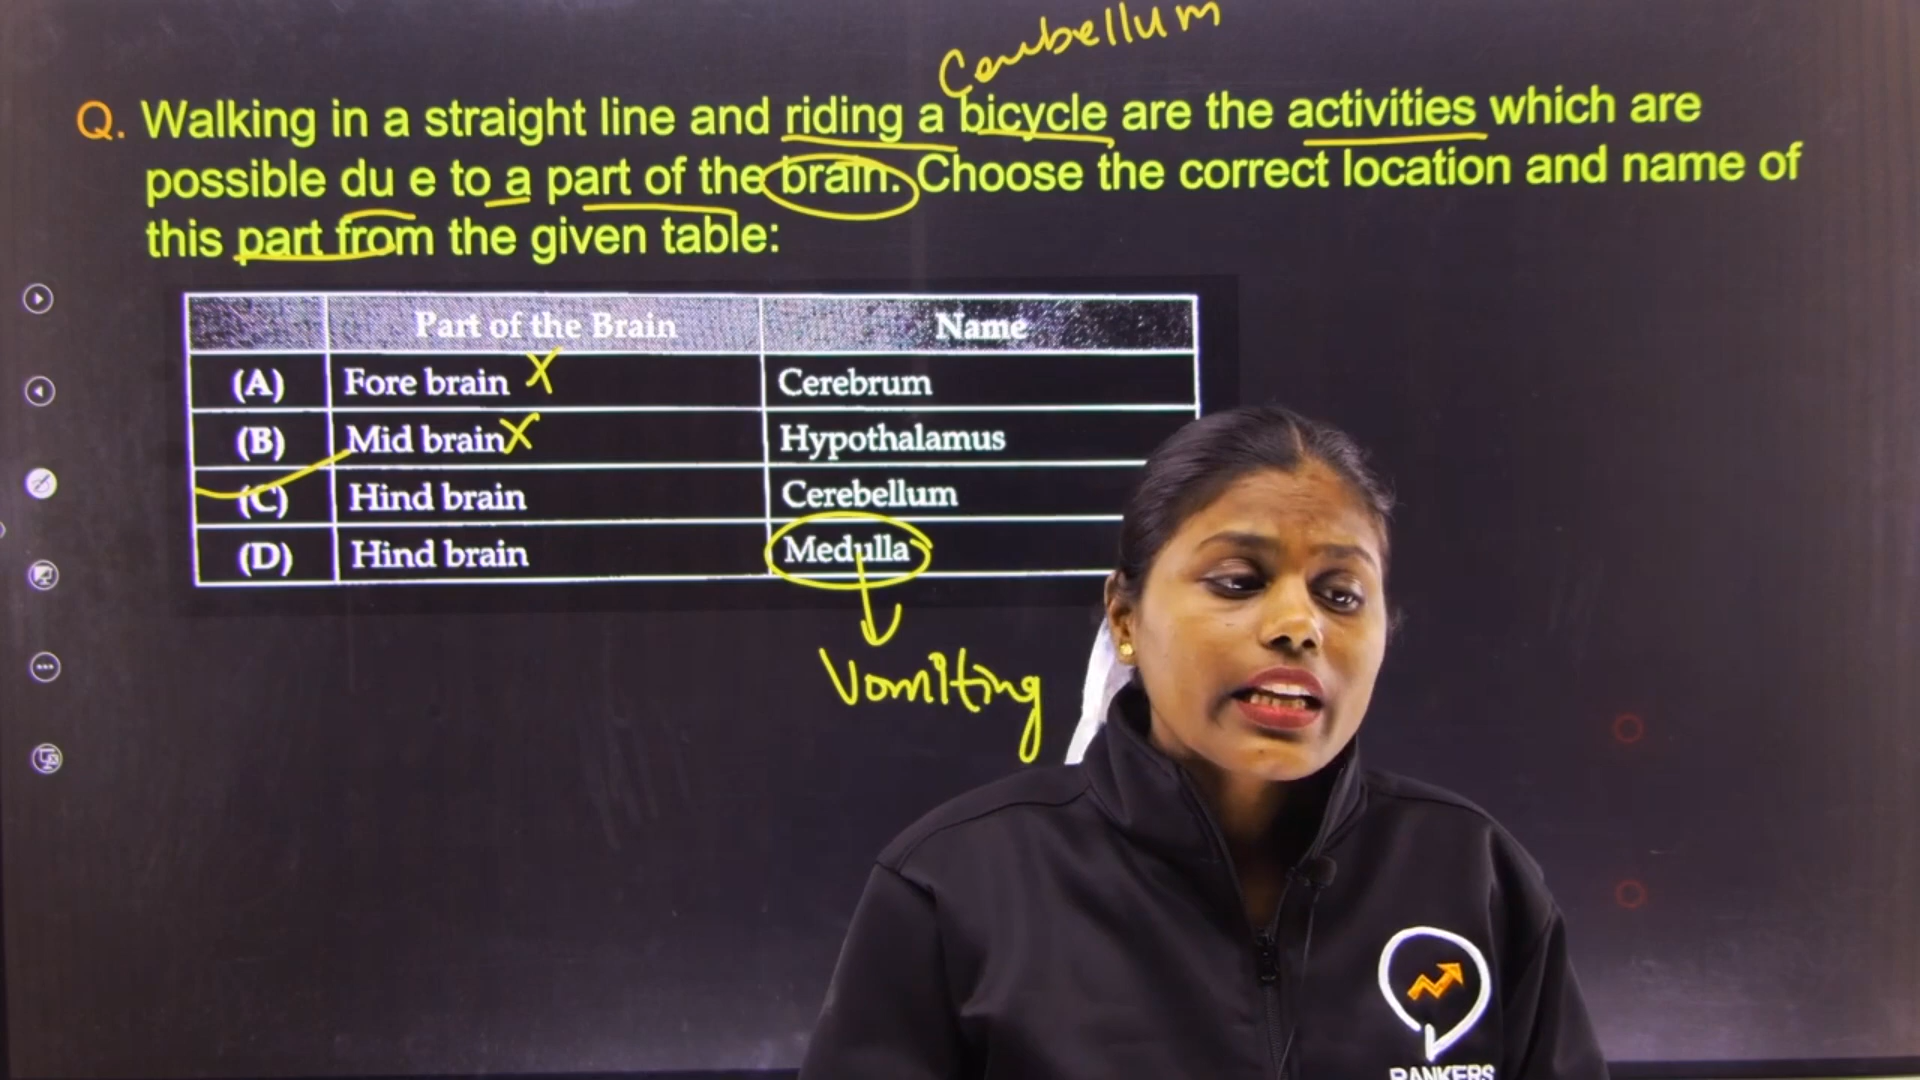 Cerebellum
Q. Walking in a straight line and riding a bicycle are the activities which are
possible du e to a part of the brain. Choose the correct location and name of
this part from the given table:
Part of the Brain Name
(A) Fore brain X Cerebrum
(B) Mid brain X Hypothalamus
(C) Hind brain Cerebellum
(D) Hind brain Medulla
Vomiting
RANKERS